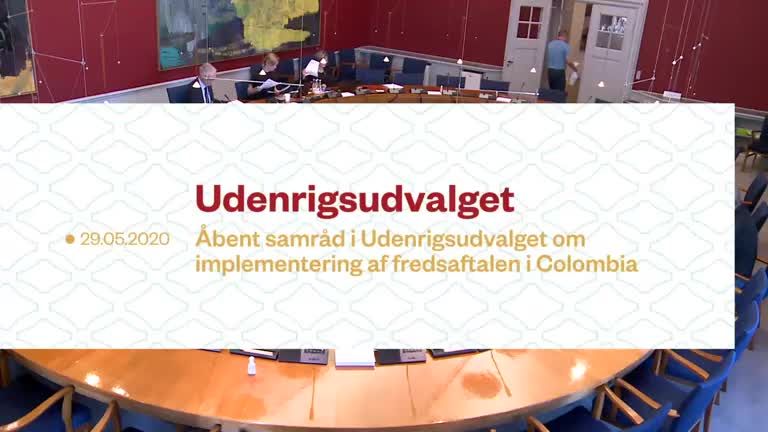 Udenrigsudvalget
29.05.2020
Åbent samråd i Udenrigsudvalget om
implementering af fredsaftalen i Colombia